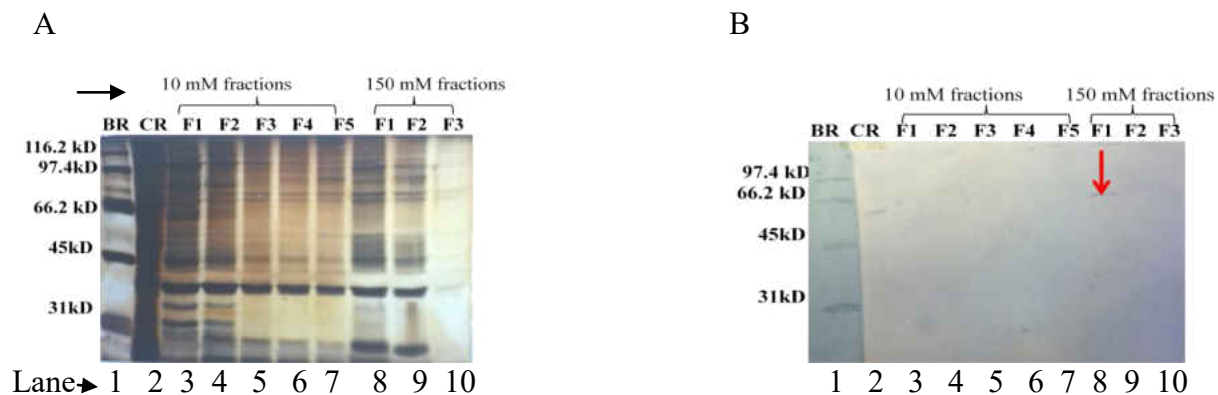 A
10 mM fractions 150 mM fractions
BR CR F1 F2 F3 F4 F5 F1 F2 F3
116.2 kD
97.4kD
66.2 kD
45kD
31kD
Lane 1 2 3 4 5 6 7 8 9 10
B
10 mM fractions 150 mM fractions
BR CR F1 F2 F3 F4 F5 F1 F2 F3
97.4 kD
66.2 kD
45kD
31kD
1 2 3 4 5 6 7 8 9 10